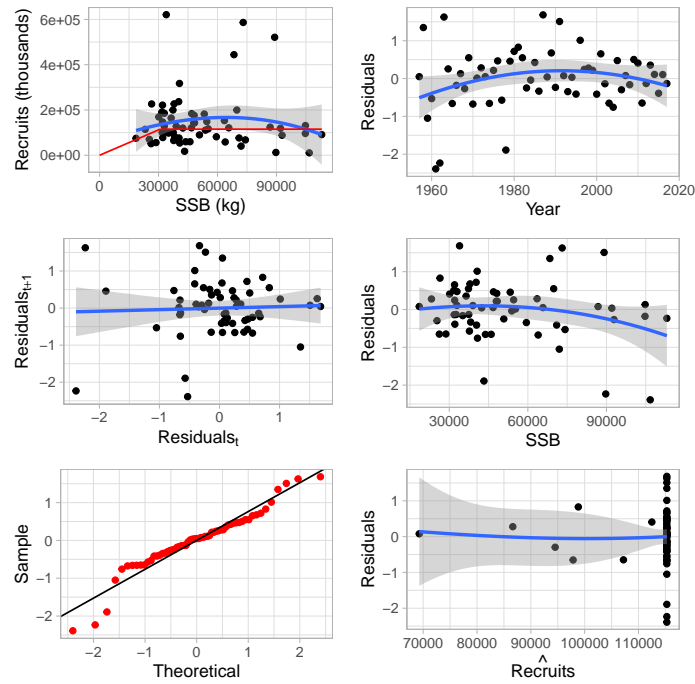 6e+05
4e+05
2e+05
0e+00
Recruits (thousands)
0
30000
60000
90000
SSB (kg)
1
0
−1
−2
Residuals
1960
1980
2000
2020
Year
1
0
−1
−2
Residualst+1
−2
−1
0
1
Residualst
1
0
−1
−2
Residuals
30000
60000
90000
SSB
1
0
−1
−2
Sample
−2
−1
0
1
2
Theoretical
1
0
−1
−2
Residuals
70000
80000
90000
100000
110000
^
Recruits